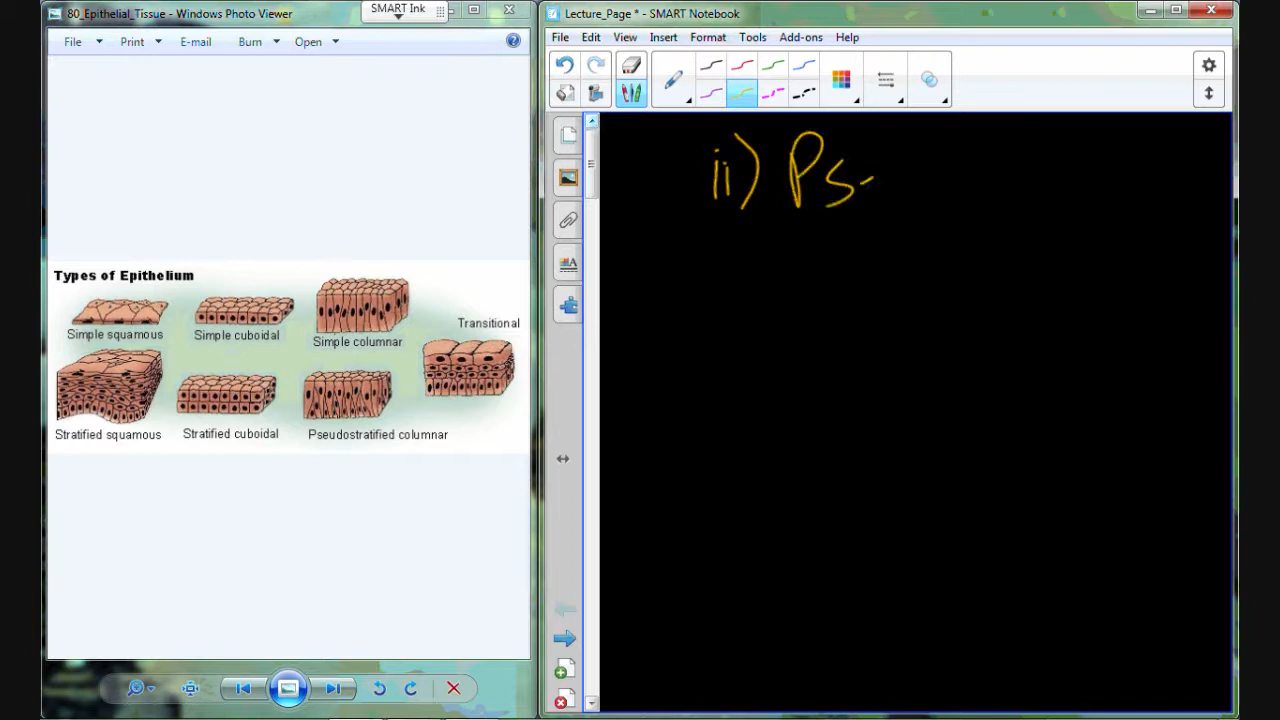 80_Epithelial_Tissue - Windows Photo Viewer
SMART Ink
File Print E-mail Burn Open
Types of Epithelium
Simple squamous
Simple cuboidal
Simple columnar
Transitional
Stratified squamous
Stratified cuboidal
Pseudostratified columnar
Lecture_Page * - SMART Notebook
File Edit View Insert Format Tools Add-ons Help
ii) Ps